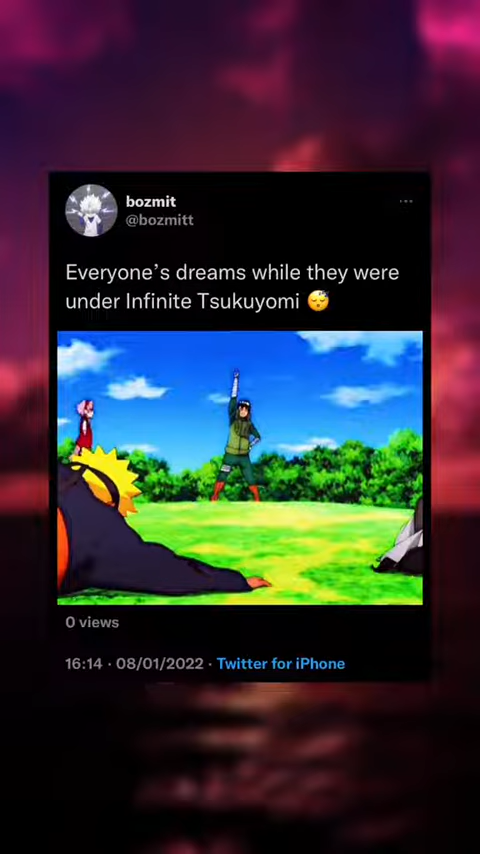 bozmit
@bozmitt
Everyone's dreams while they were
under Infinite Tsukuyomi 😴
0 views
16:14 · 08/01/2022 · Twitter for iPhone